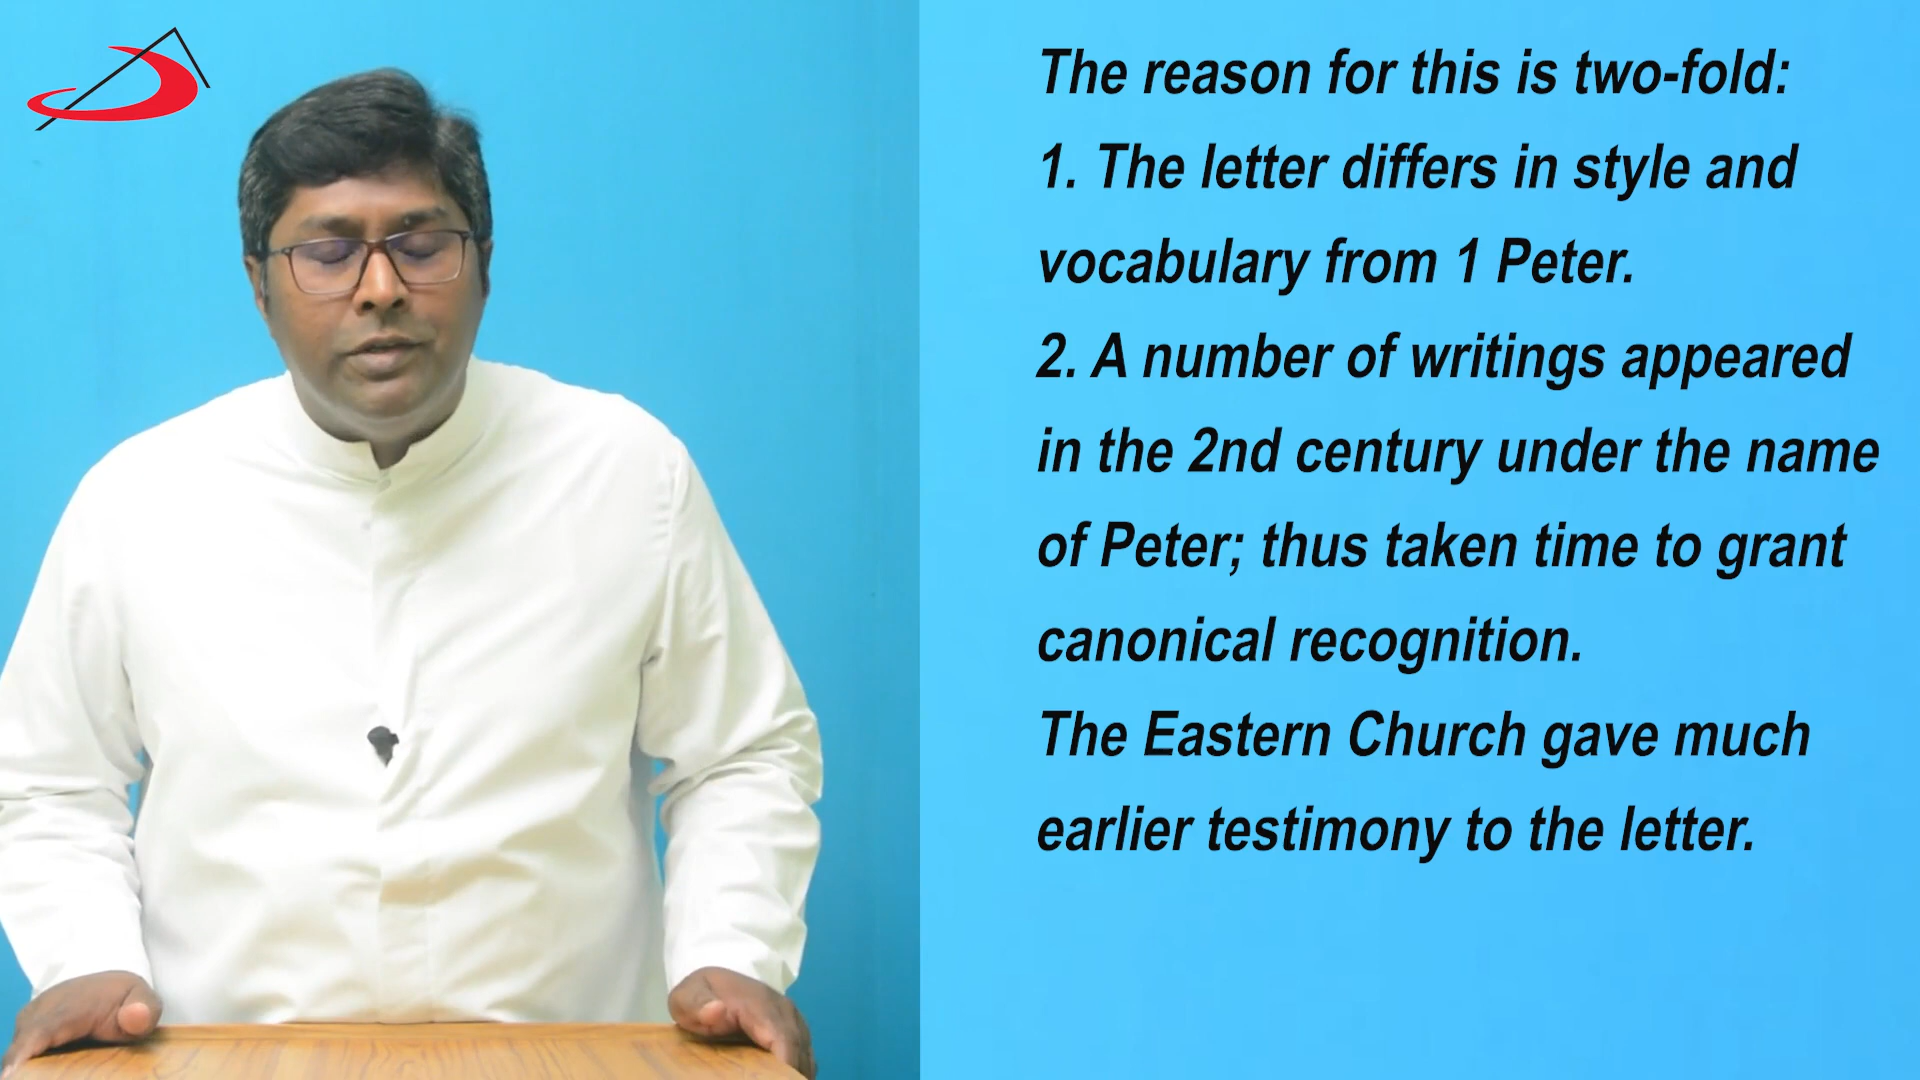 The reason for this is two-fold:
1. The letter differs in style and
vocabulary from 1 Peter.
2. A number of writings appeared
in the 2nd century under the name
of Peter; thus taken time to grant
canonical recognition.
The Eastern Church gave much
earlier testimony to the letter.